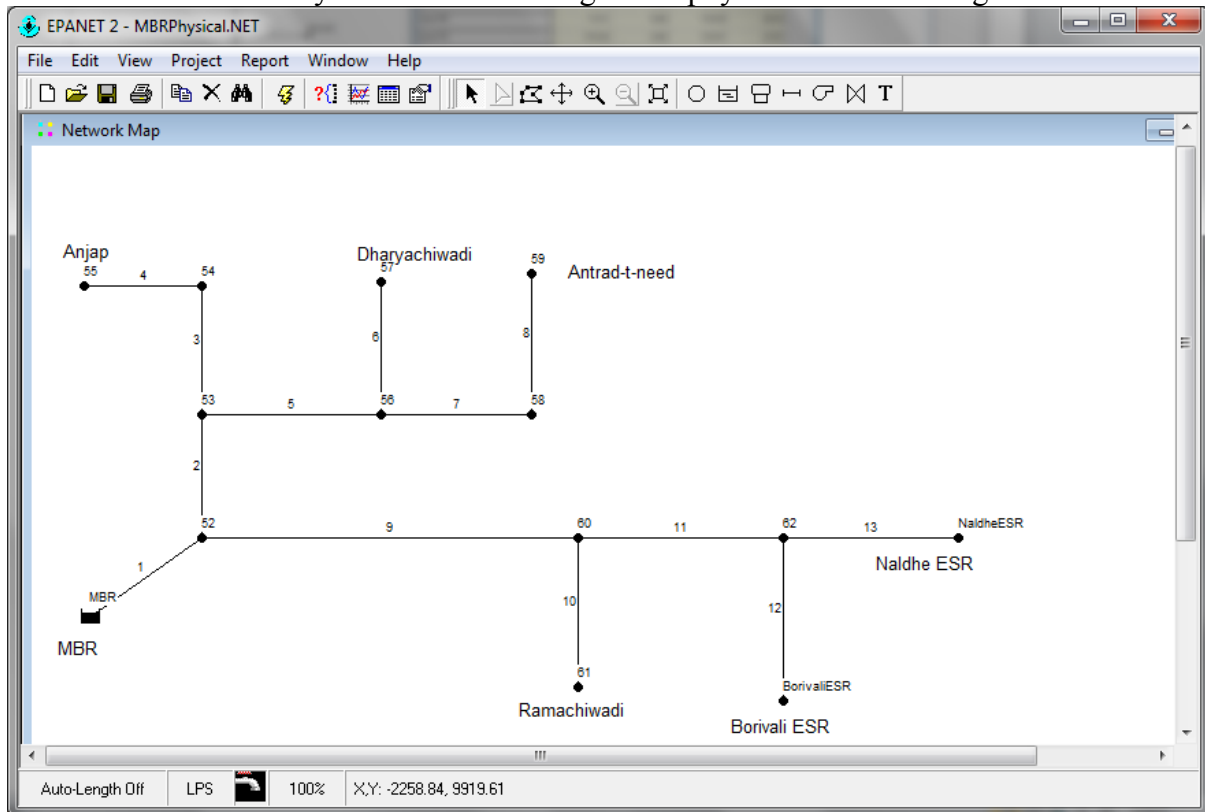 EPANET 2 - MBRPhysical.NET
File Edit View Project Report Window Help
T
Network Map
Anjap
Dharyachiwadi
59
55 4 54
57
Antrad-t-need
3
6
8
53 5 56 7 58
2
52 9 60 11 62 13 NaldheESR
Naldhe ESR
1
MBR
10
12
MBR
61
BorivaliESR
Ramachiwadi
Borivali ESR
Auto-Length Off LPS 100% X,Y: -2258.84, 9919.61